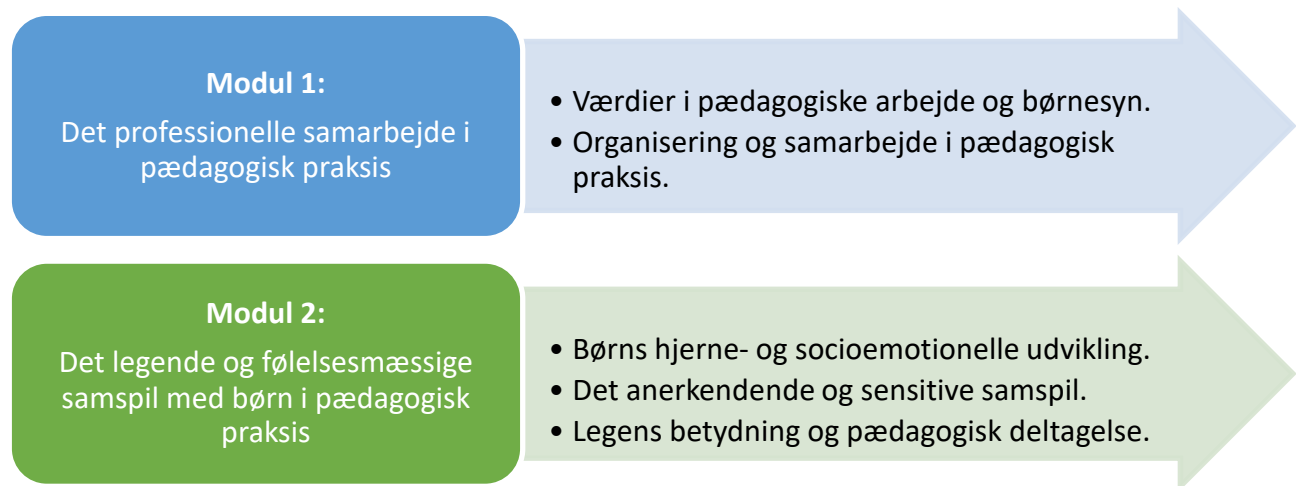 Modul 1:
Det professionelle samarbejde i
pædagogisk praksis
• Værdier i pædagogiske arbejde og børnesyn.
• Organisering og samarbejde i pædagogisk
praksis.
Modul 2:
Det legende og følelsesmæssige
samspil med børn i pædagogisk
praksis
• Børns hjerne- og socioemotionelle udvikling.
• Det anerkendende og sensitive samspil.
• Legens betydning og pædagogisk deltagelse.